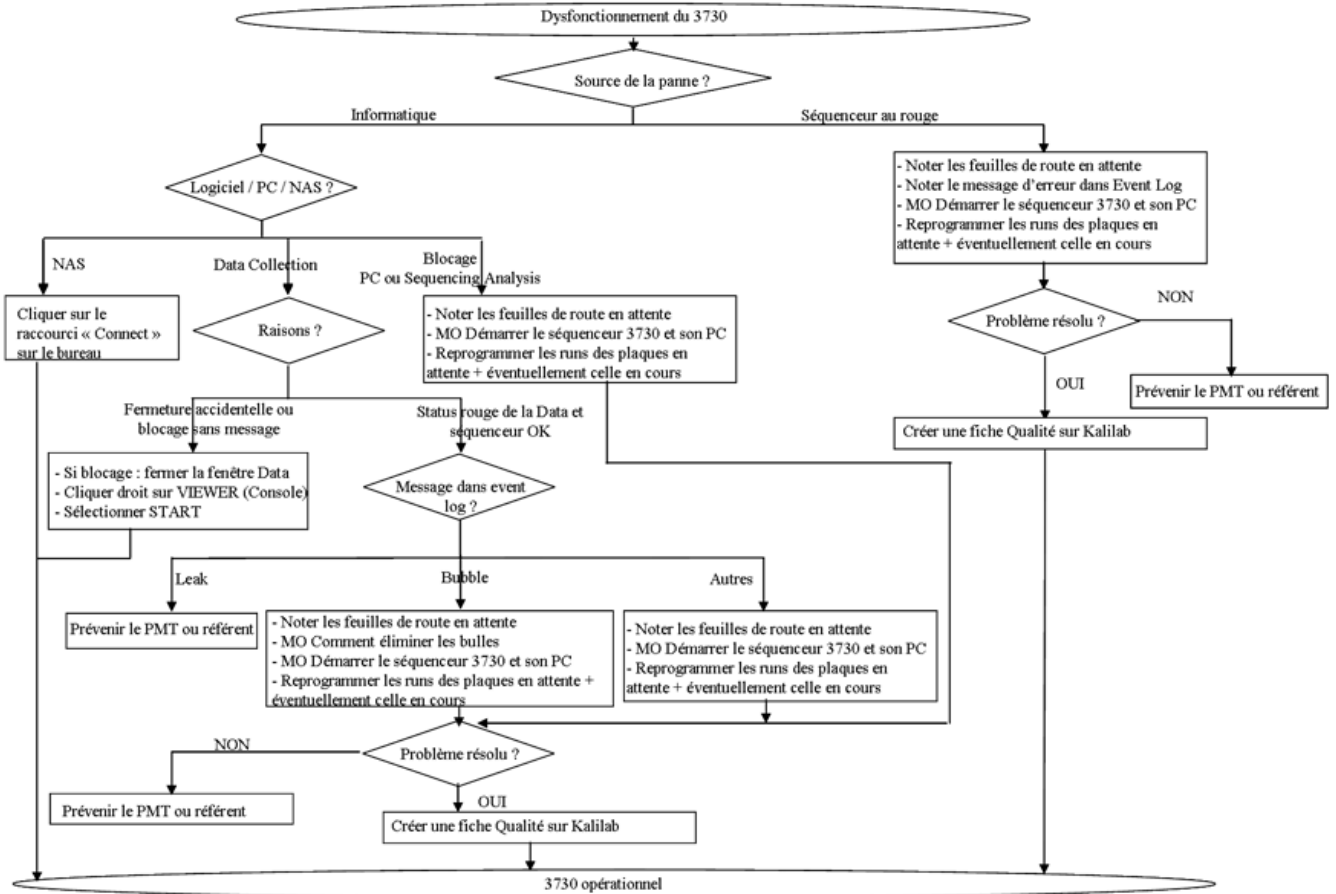 Dysfonctionnement du 3730
Source de la panne ?
Informatique
Séquenceur au rouge
Logiciel / PC / NAS ?
- Noter les feuilles de route en attente
- Noter le message d'erreur dans Event Log
- MO Démarrer le séquenceur 3730 et son PC
- Reprogrammer les runs des plaques en
attente + éventuellement celle en cours
NAS
Data Collection
Blocage
PC ou Sequencing Analysis
Cliquer sur le
raccourci « Connect »
sur le bureau
Raisons ?
- Noter les feuilles de route en attente
- MO Démarrer le séquenceur 3730 et son PC
- Reprogrammer les runs des plaques en
attente + éventuellement celle en cours
Problème résolu ?
NON
OUI
Prévenir le PMT ou référent
Créer une fiche Qualité sur Kalilab
Fermeture accidentelle ou
blocage sans message
Status rouge de la Data et
séquenceur OK
- Si blocage : fermer la fenêtre Data
- Cliquer droit sur VIEWER (Console)
- Sélectionner START
Message dans event
log ?
Leak
Bubble
Autres
Prévenir le PMT ou référent
- Noter les feuilles de route en attente
- MO Comment éliminer les bulles
- MO Démarrer le séquenceur 3730 et son PC
- Reprogrammer les runs des plaques en attente +
éventuellement celle en cours
- Noter les feuilles de route en attente
- MO Démarrer le séquenceur 3730 et son PC
- Reprogrammer les runs des plaques en
attente + éventuellement celle en cours
Problème résolu ?
NON
OUI
Prévenir le PMT ou référent
Créer une fiche Qualité sur Kalilab
3730 opérationnel